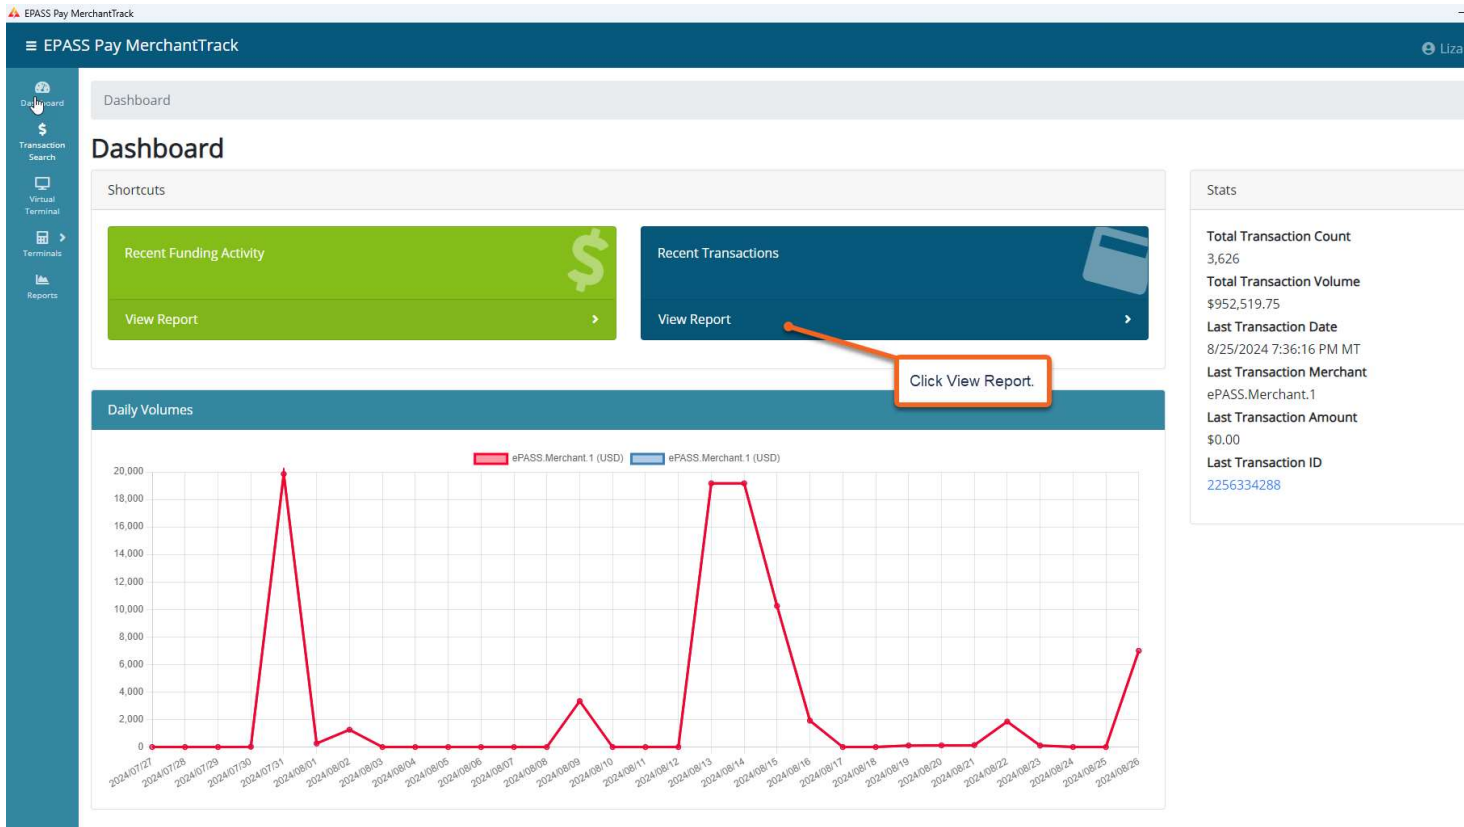 EPASS Pay MerchantTrack
≡ EPASS Pay MerchantTrack
Liza
Dashboard
Transaction
Search
Virtual
Terminal
Terminals
Reports
Dashboard
Dashboard
Shortcuts
Recent Funding Activity
View Report
Recent Transactions
View Report
Click View Report.
Stats
Total Transaction Count
3,626
Total Transaction Volume
$952,519.75
Last Transaction Date
8/25/2024 7:36:16 PM MT
Last Transaction Merchant
ePASS.Merchant.1
Last Transaction Amount
$0.00
Last Transaction ID
2256334288
Daily Volumes
ePASS.Merchant.1 (USD) ePASS.Merchant.1 (USD)
20,000
18,000
16,000
14,000
12,000
10,000
8,000
6,000
4,000
2,000
0
2024/07/27 2024/07/28 2024/07/29 2024/07/30 2024/07/31 2024/08/01 2024/08/02 2024/08/03 2024/08/04 2024/08/05 2024/08/06 2024/08/07 2024/08/08 2024/08/09 2024/08/10 2024/08/11 2024/08/12 2024/08/13 2024/08/14 2024/08/15 2024/08/16 2024/08/17 2024/08/18 2024/08/19 2024/08/20 2024/08/21 2024/08/22 2024/08/23 2024/08/24 2024/08/25 2024/08/26